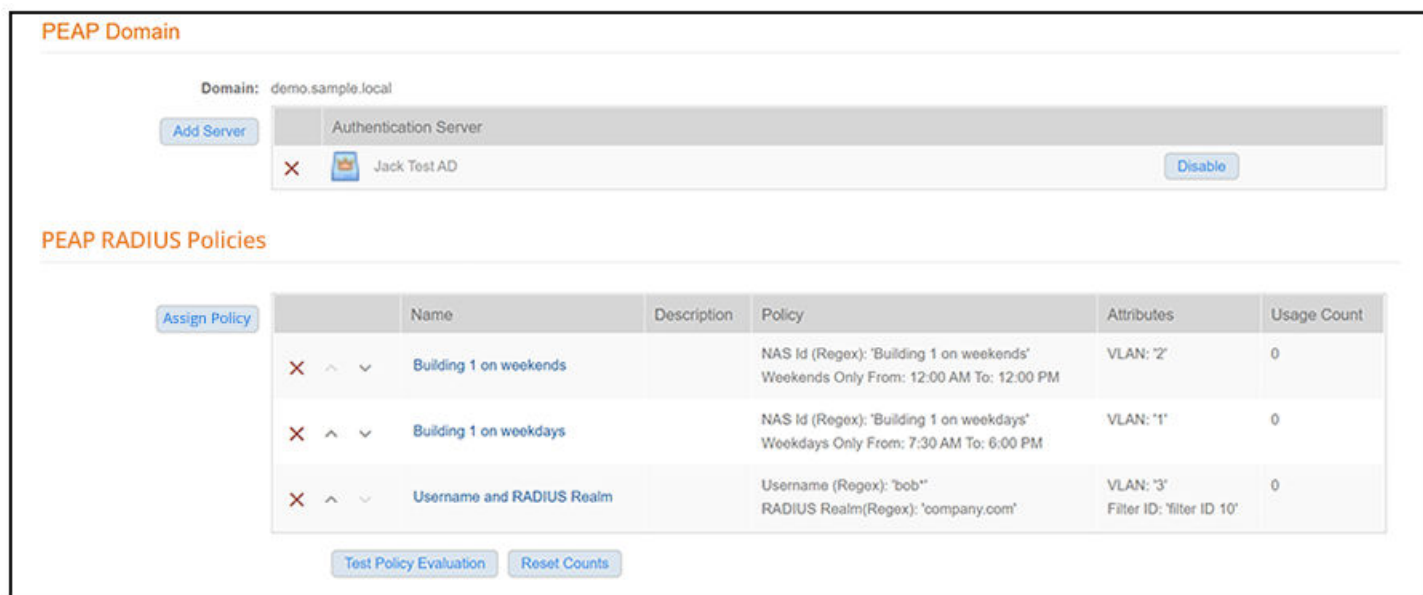 PEAP Domain
Domain: demo.sample.local
Add Server
Authentication Server
Jack Test AD
Disable
PEAP RADIUS Policies
Assign Policy
Name Description Policy Attributes Usage Count
Building 1 on weekends
NAS Id (Regex): 'Building 1 on weekends'
Weekends Only From: 12:00 AM To: 12:00 PM
VLAN: '2'
0
Building 1 on weekdays
NAS Id (Regex): 'Building 1 on weekdays'
Weekdays Only From: 7:30 AM To: 6:00 PM
VLAN: '1'
0
Username and RADIUS Realm
Username (Regex): 'bob*'
RADIUS Realm(Regex): 'company.com'
VLAN: '3'
Filter ID: 'filter ID 10'
0
Test Policy Evaluation
Reset Counts